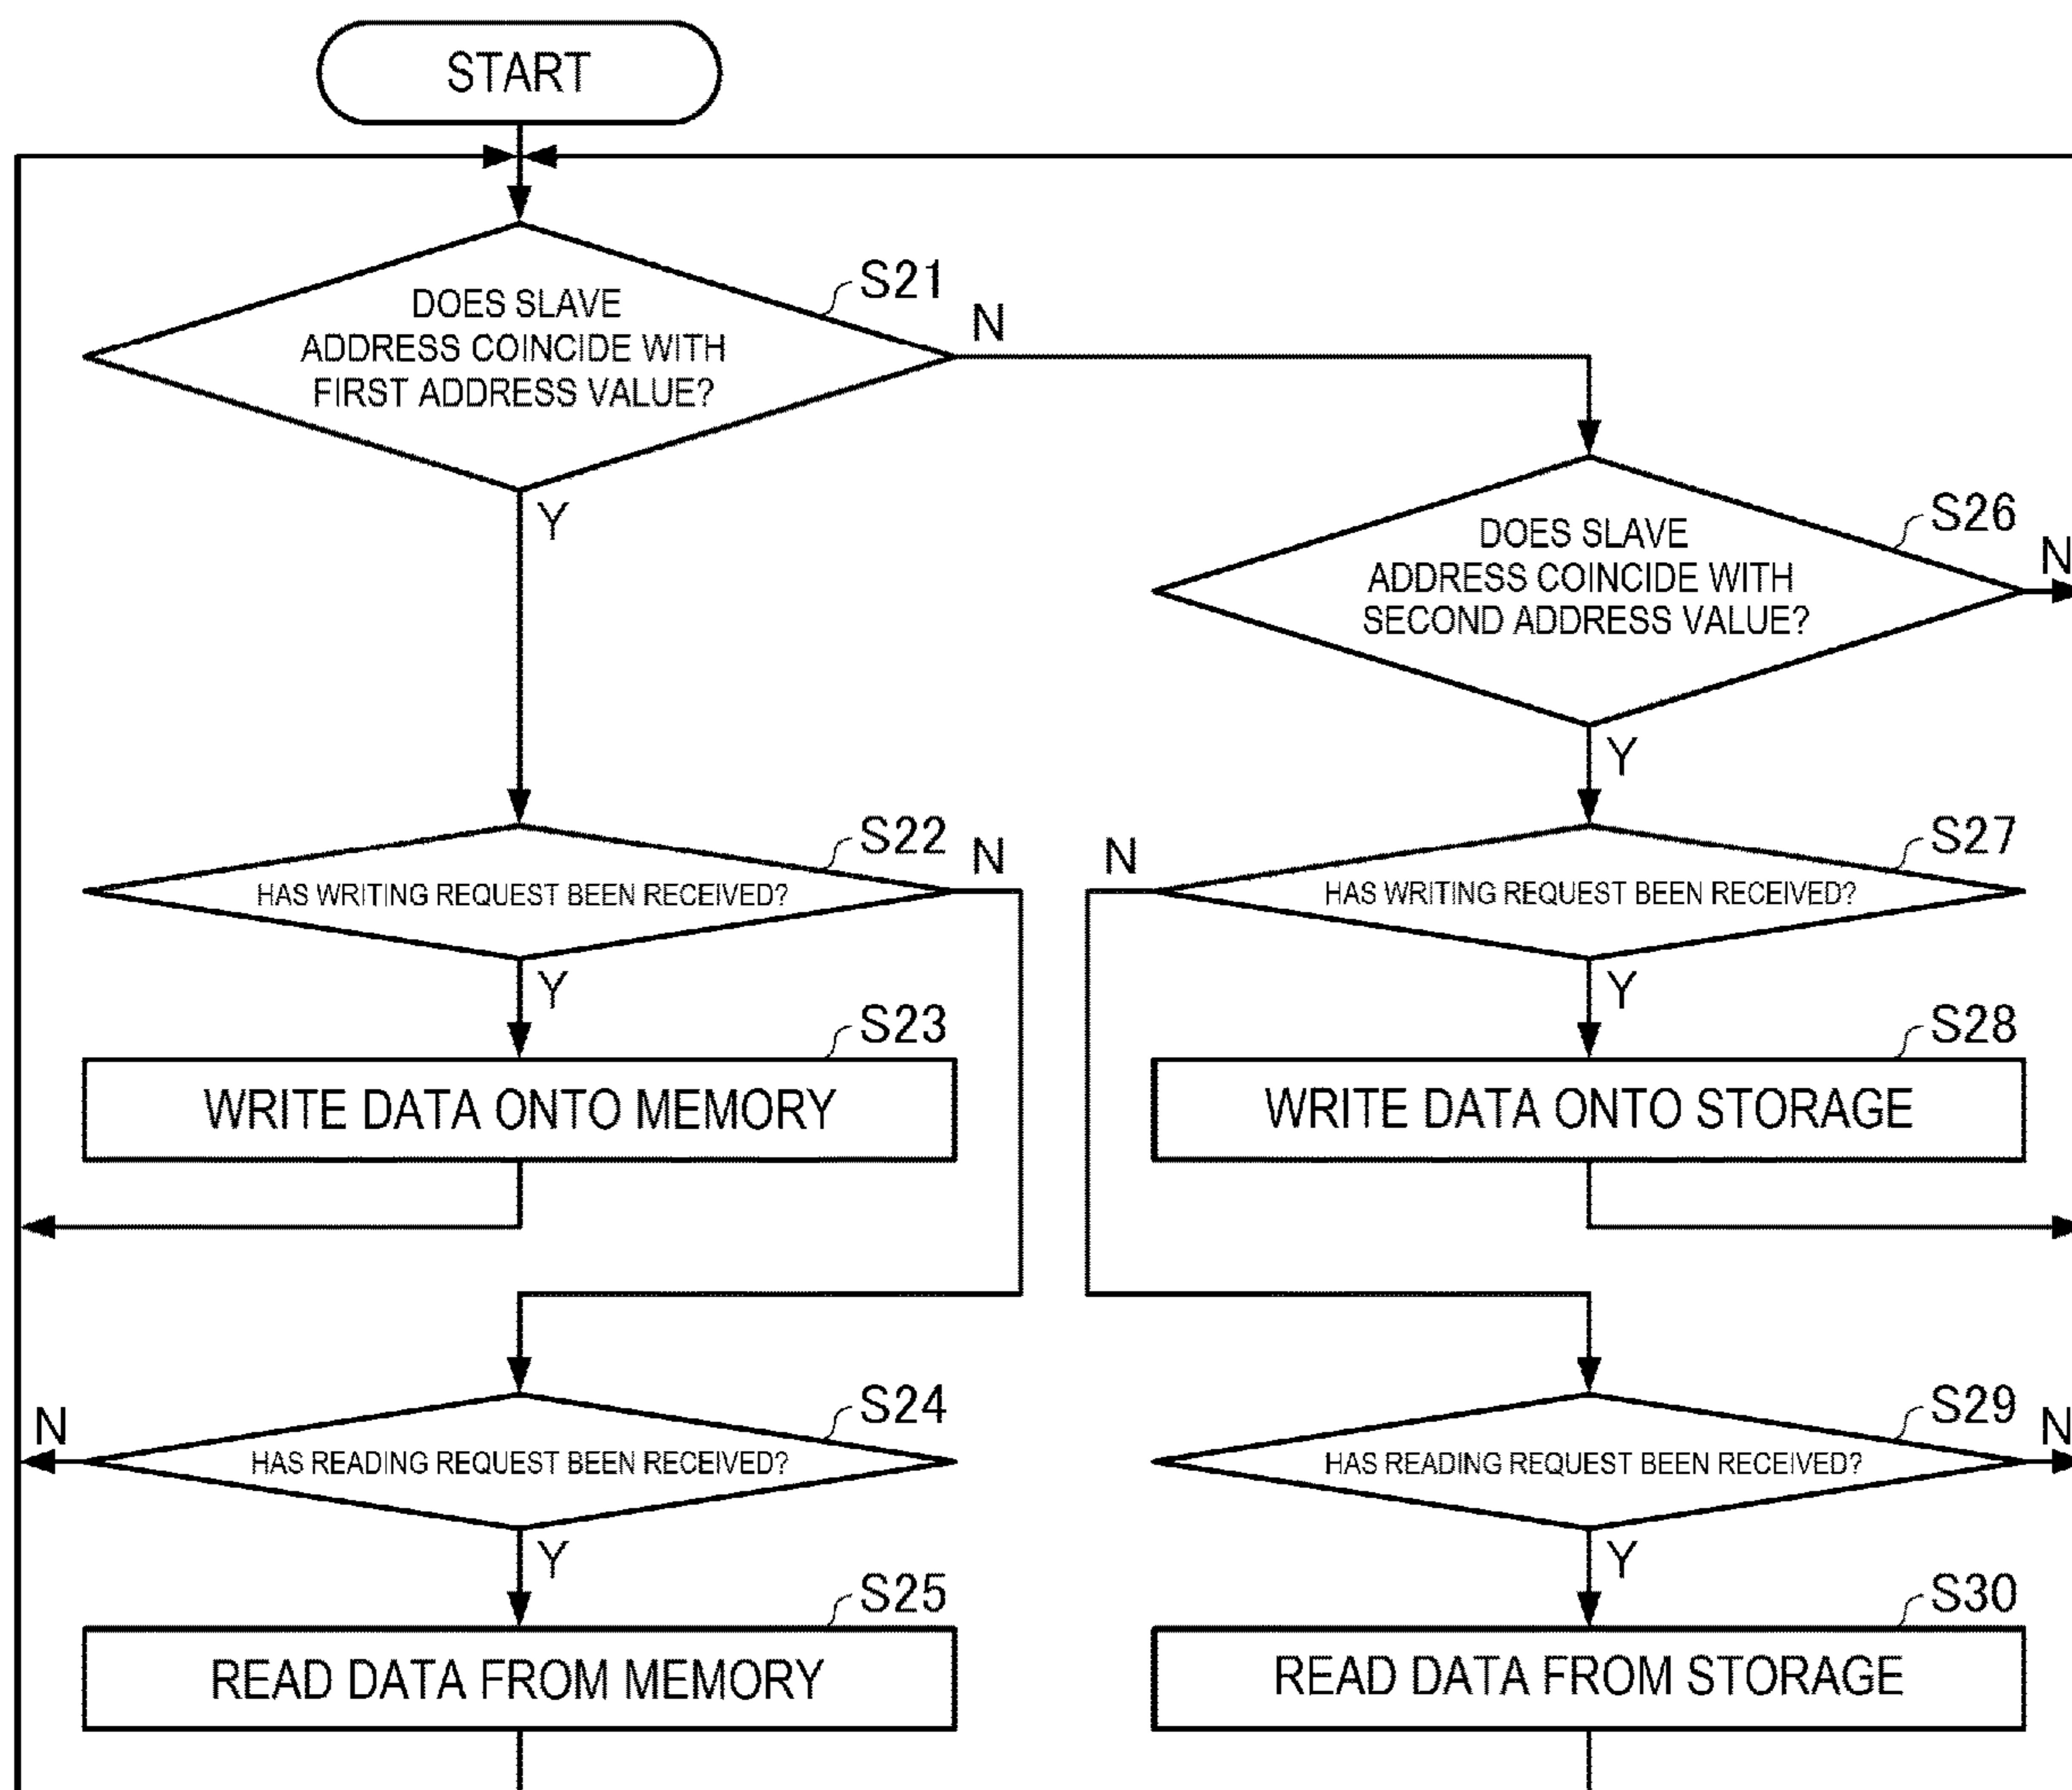 START
S21
DOES SLAVE
ADDRESS COINCIDE WITH
FIRST ADDRESS VALUE?
N
Y
S26
DOES SLAVE
ADDRESS COINCIDE WITH
SECOND ADDRESS VALUE?
N
Y
S22
HAS WRITING REQUEST BEEN RECEIVED?
N
Y
S27
HAS WRITING REQUEST BEEN RECEIVED?
N
Y
S23
WRITE DATA ONTO MEMORY
S28
WRITE DATA ONTO STORAGE
S24
HAS READING REQUEST BEEN RECEIVED?
N
Y
S29
HAS READING REQUEST BEEN RECEIVED?
N
Y
S25
READ DATA FROM MEMORY
S30
READ DATA FROM STORAGE